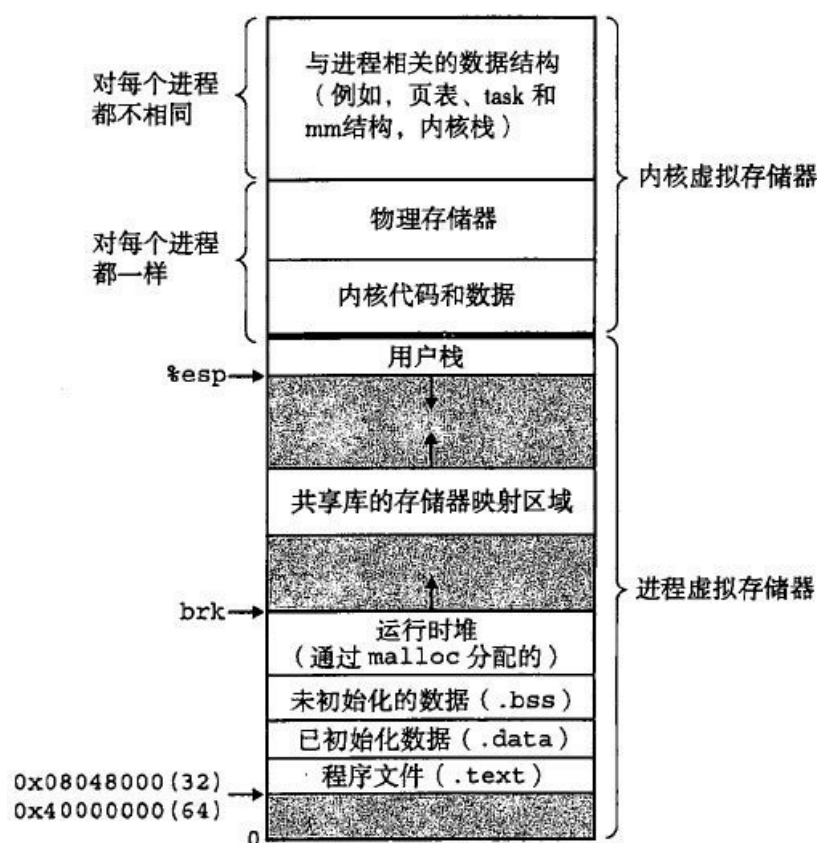 对每个进程
都不相同
与进程相关的数据结构
(例如，页表、task 和
mm结构，内核栈)
内核虚拟存储器
对每个进程
都一样
物理存储器
内核代码和数据
用户栈
%esp
共享库的存储器映射区域
进程虚拟存储器
brk
运行时堆
(通过 malloc 分配的)
未初始化的数据 (.bss)
已初始化数据 (.data)
程序文件 (.text)
0x08048000(32)
0x40000000(64)
0